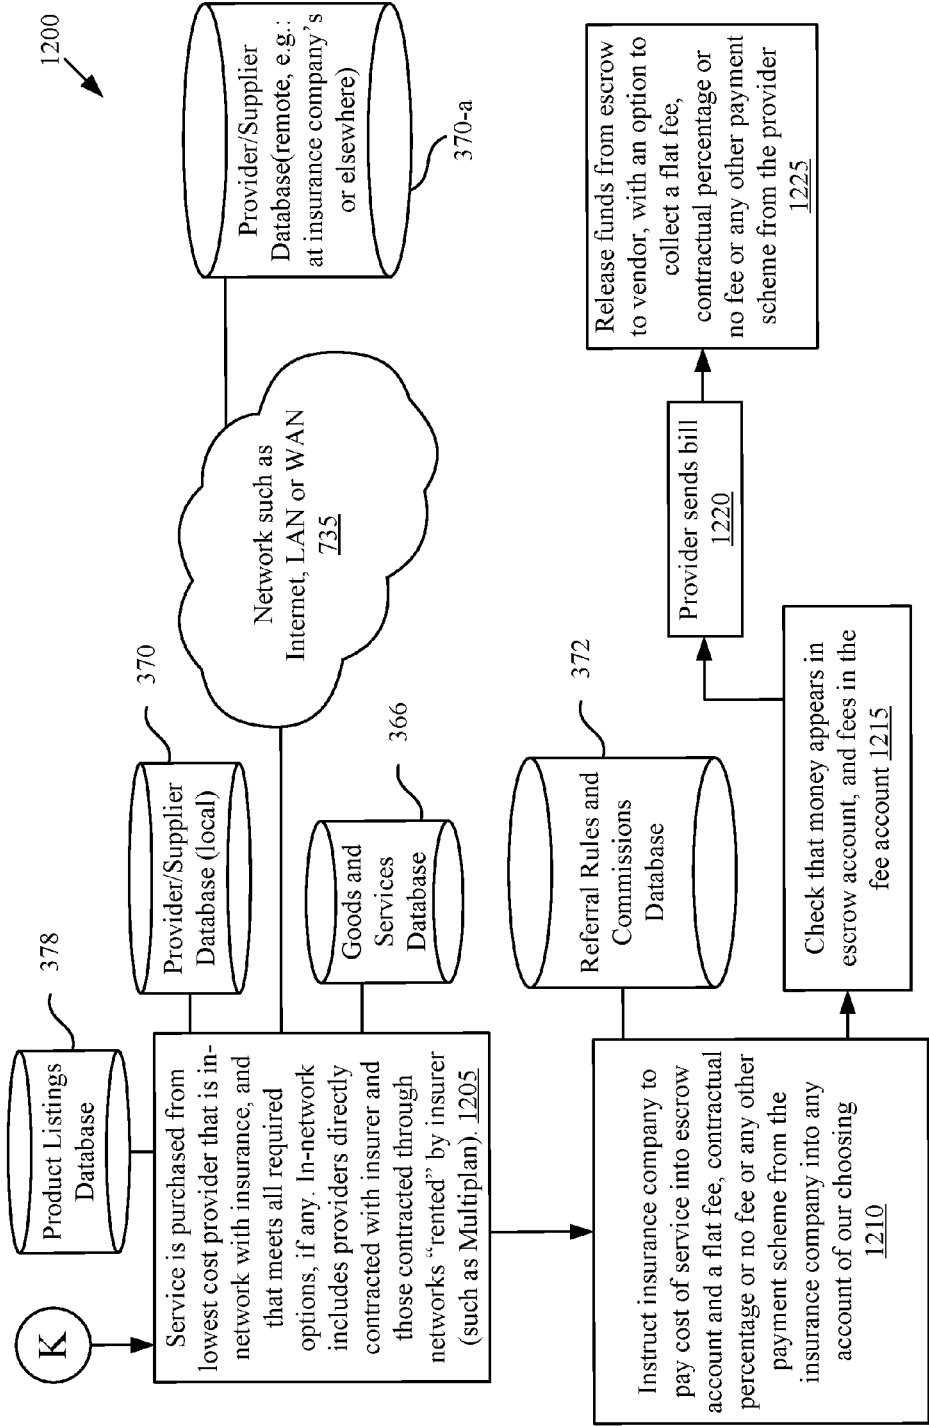 1200
K
Product Listings
Database
378
Provider/Supplier
Database (local)
370
Provider/Supplier
Database(remote, e.g.:
at insurance company's
or elsewhere)
370-a
Network such as
Internet, LAN or WAN
735
Service is purchased from
lowest cost provider that is in-
network with insurance, and
that meets all required
options, if any. In-network
includes providers directly
contracted with insurer and
those contracted through
networks “rented” by insurer
(such as Multiplan). 1205
Goods and
Services
Database
366
Referral Rules and
Commissions
Database
372
Instruct insurance company to
pay cost of service into escrow
account and a flat fee, contractual
percentage or no fee or any other
payment scheme from the
insurance company into any
account of our choosing
1210
Check that money appears in
escrow account, and fees in the
fee account 1215
Provider sends bill
1220
Release funds from escrow
to vendor, with an option to
collect a flat fee,
contractual percentage or
no fee or any other payment
scheme from the provider
1225